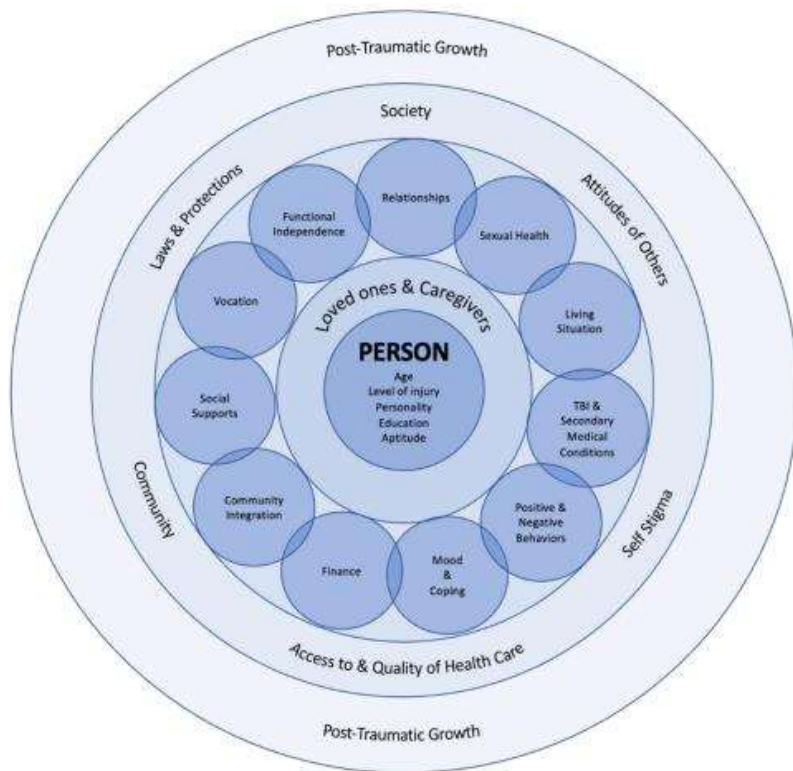 Post-Traumatic Growth
Society
Laws & Protections
Attitudes of Others
Relationships
Functional
Independence
Sexual Health
Vocation
Living
Situation
Loved ones & Caregivers
PERSON
Age
Level of injury
Personality
Education
Aptitude
Social
Supports
TBI &
Secondary
Medical
Conditions
Community
Self Stigma
Community
Integration
Positive &
Negative
Behaviors
Finance
Mood
&
Coping
Access to & Quality of Health Care
Post-Traumatic Growth